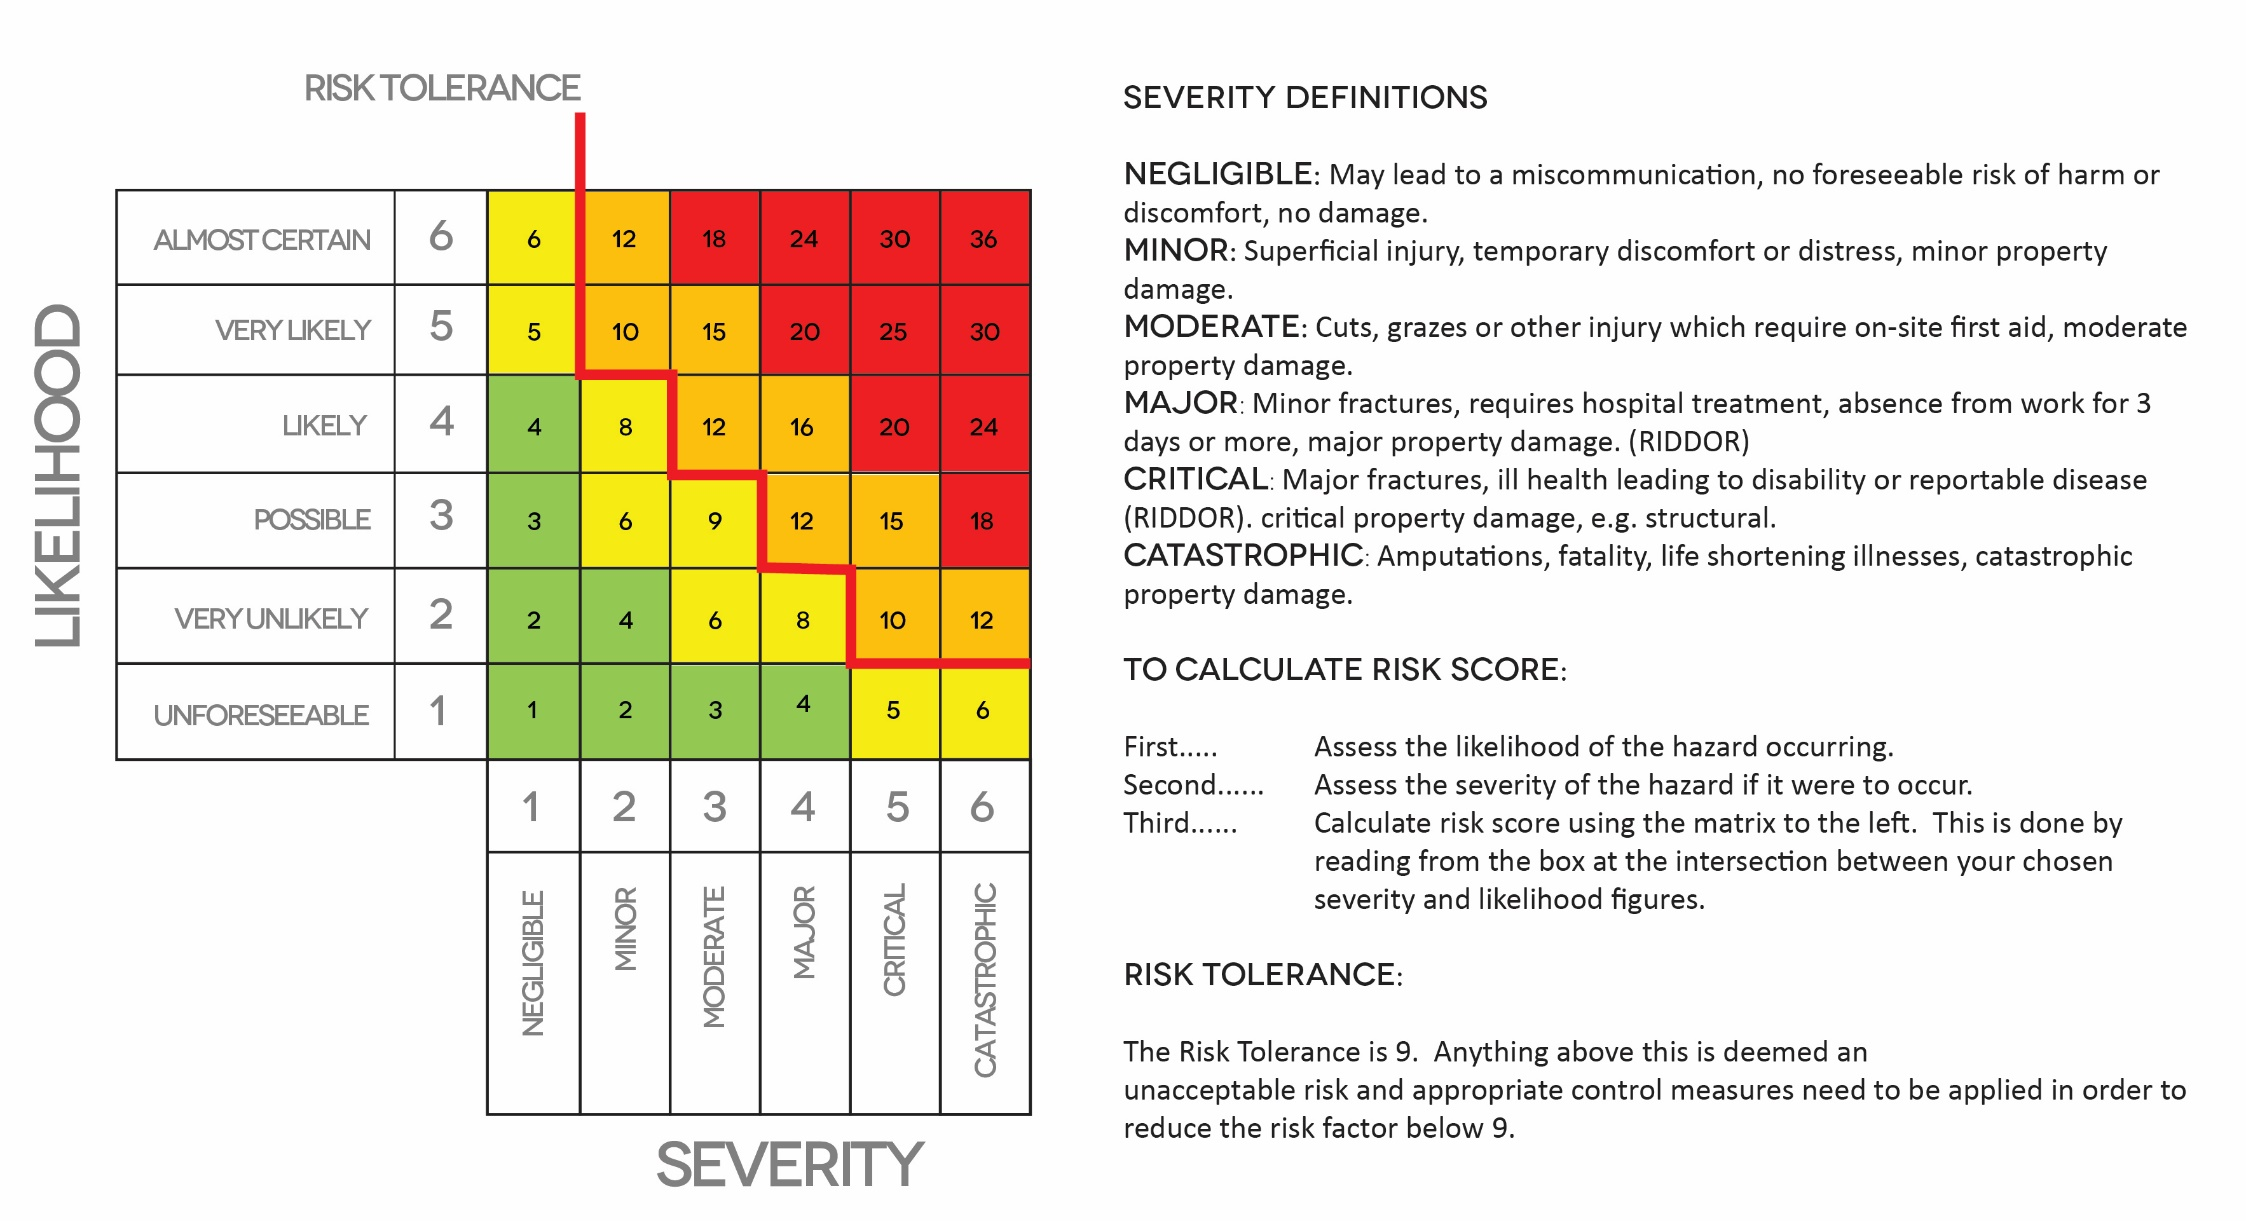 RISK TOLERANCE
LIKELIHOOD
ALMOST CERTAIN 6 6 12 18 24 30 36
VERY LIKELY 5 5 10 15 20 25 30
LIKELY 4 4 8 12 16 20 24
POSSIBLE 3 3 6 9 12 15 18
VERY UNLIKELY 2 2 4 6 8 10 12
UNFORESEEABLE 1 1 2 3 4 5 6
1 2 3 4 5 6
NEGLIGIBLE
MINOR
MODERATE
MAJOR
CRITICAL
CATASTROPHIC
SEVERITY
SEVERITY DEFINITIONS
NEGLIGIBLE: May lead to a miscommunication, no foreseeable risk of harm or
discomfort, no damage.
MINOR: Superficial injury, temporary discomfort or distress, minor property
damage.
MODERATE: Cuts, grazes or other injury which require on-site first aid, moderate
property damage.
MAJOR: Minor fractures, requires hospital treatment, absence from work for 3
days or more, major property damage. (RIDDOR)
CRITICAL: Major fractures, ill health leading to disability or reportable disease
(RIDDOR). critical property damage, e.g. structural.
CATASTROPHIC: Amputations, fatality, life shortening illnesses, catastrophic
property damage.
TO CALCULATE RISK SCORE:
First..... Assess the likelihood of the hazard occurring.
Second...... Assess the severity of the hazard if it were to occur.
Third...... Calculate risk score using the matrix to the left.  This is done by
reading from the box at the intersection between your chosen
severity and likelihood figures.
RISK TOLERANCE:
The Risk Tolerance is 9.  Anything above this is deemed an
unacceptable risk and appropriate control measures need to be applied in order to
reduce the risk factor below 9.